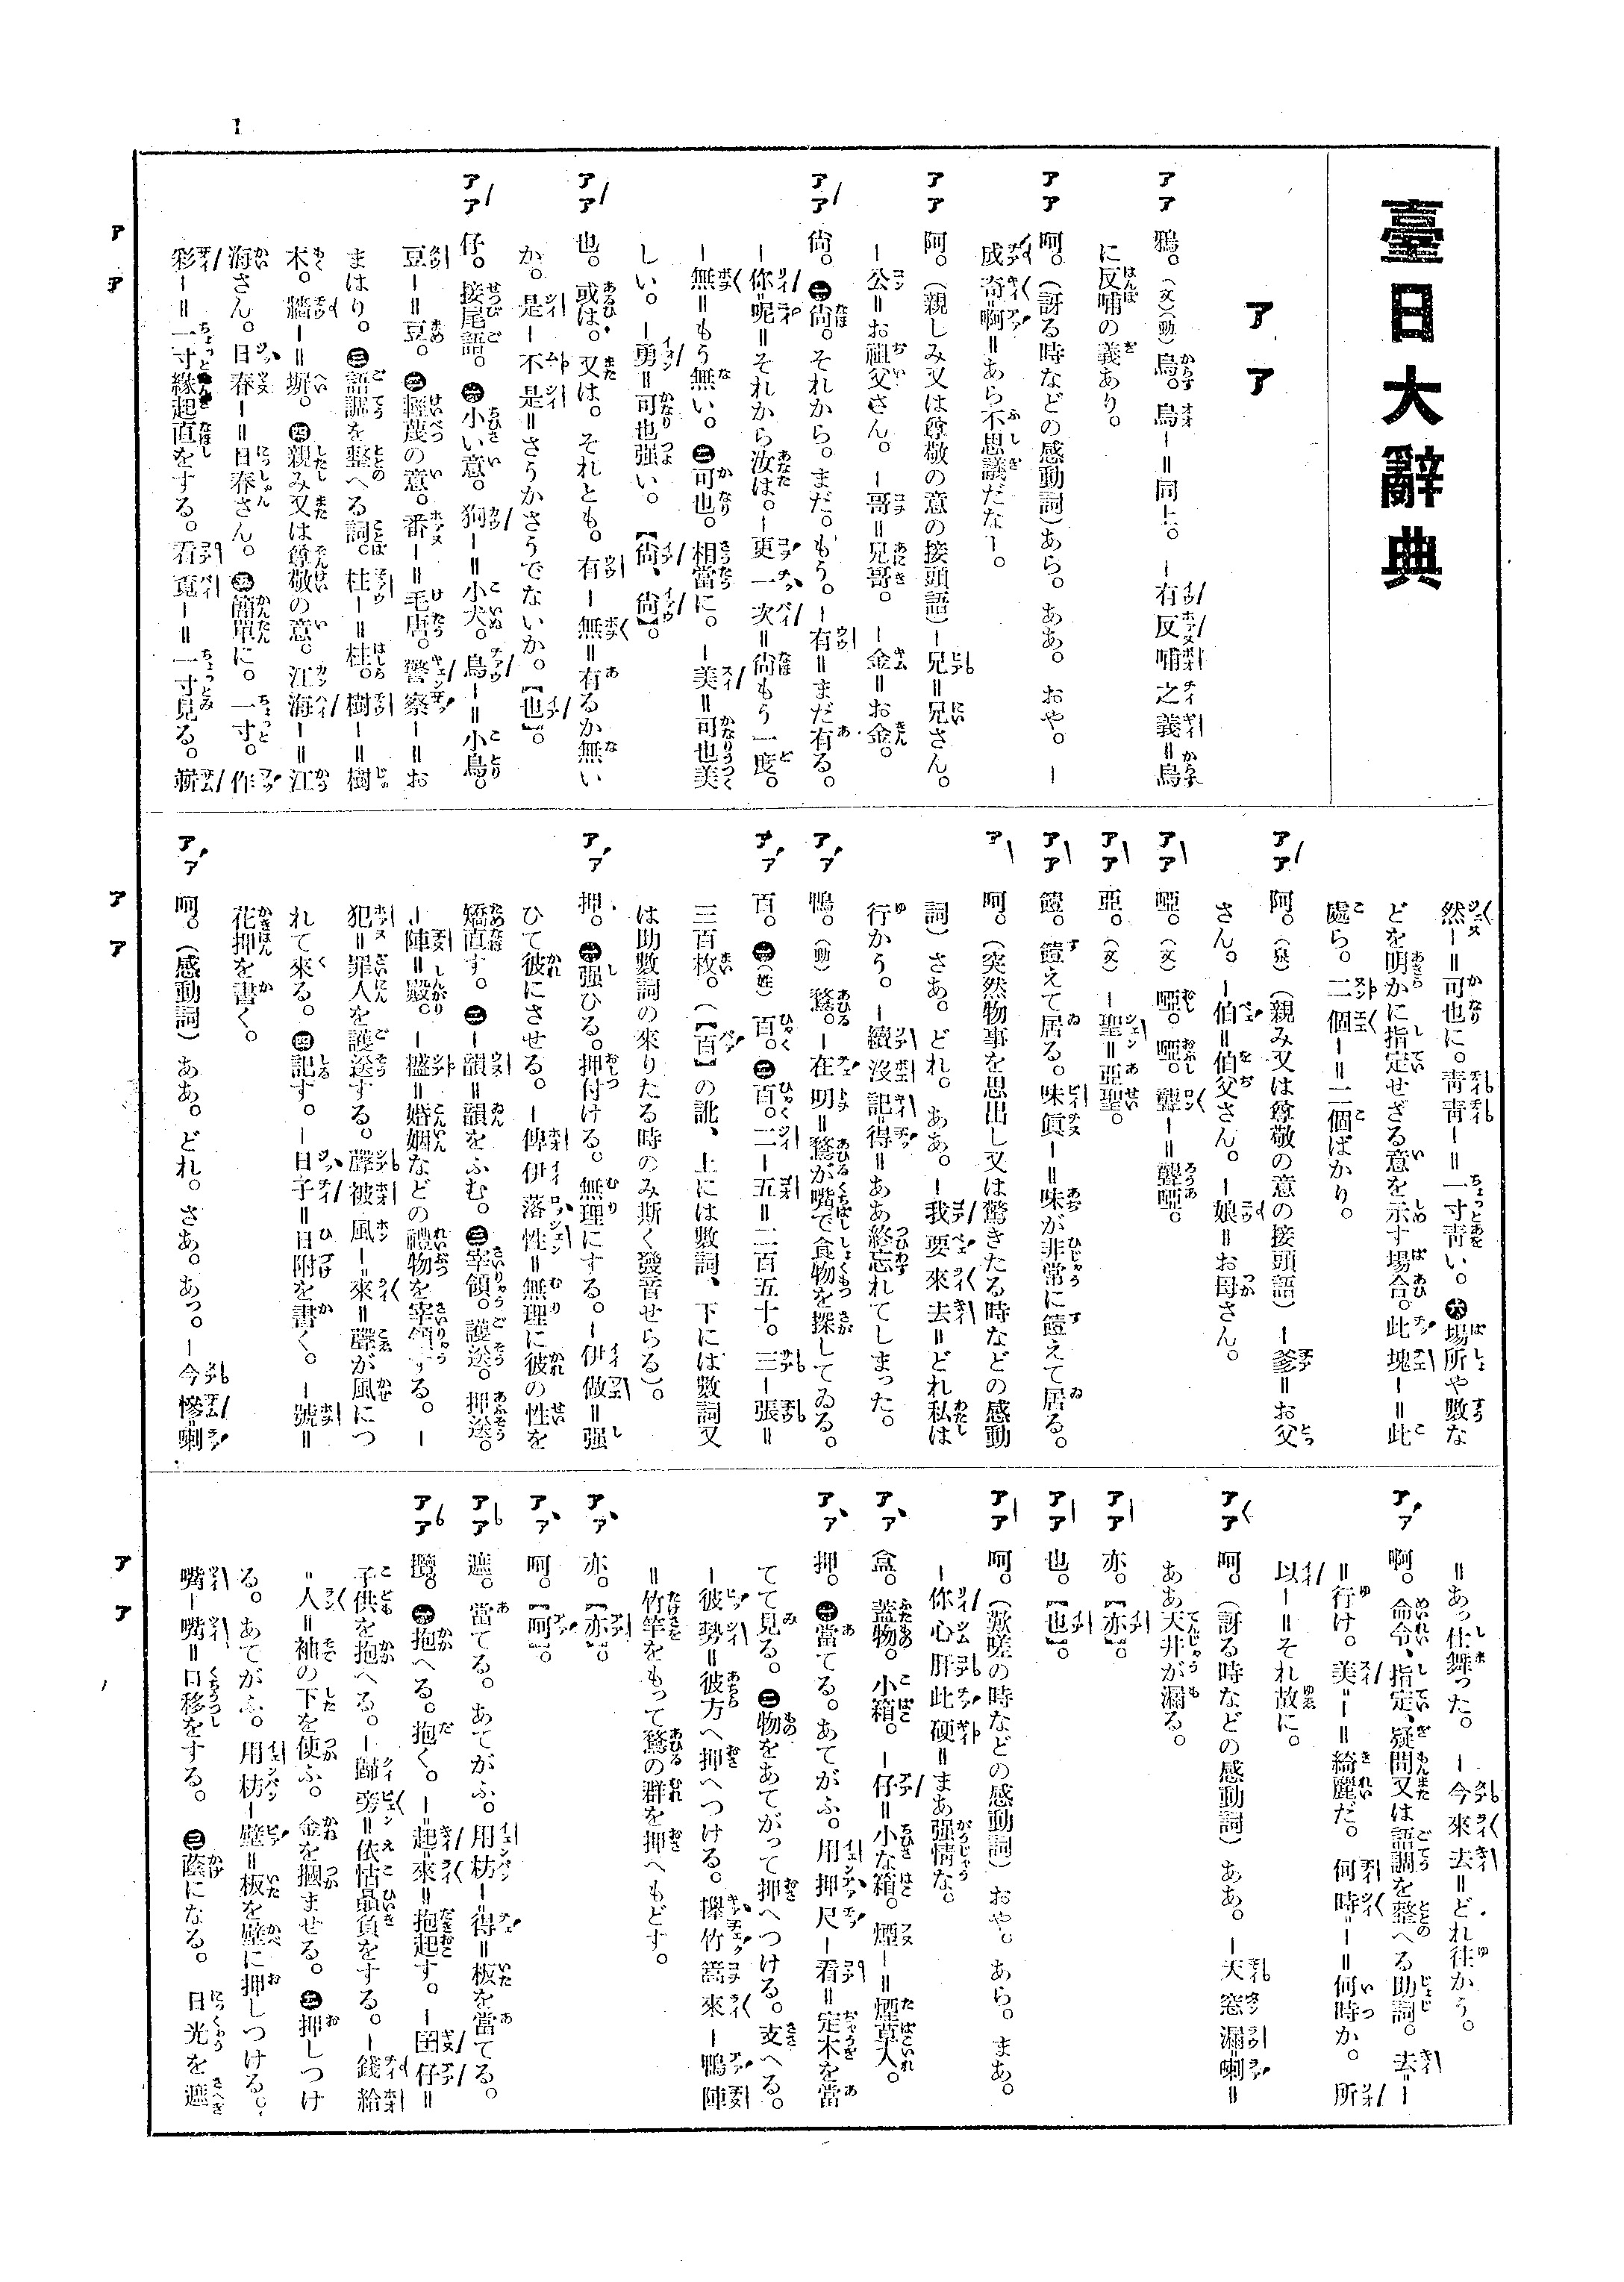 1
臺日大辭典
アア
アア 鴉。(文)(動)烏。烏ー＝同上。ー有反哺之義＝烏
に反哺の義あり。
アア 呵。(訝る時などの感動詞)あら。ああ。おや。ー
成奇啊＝あら不思議だなー。
アア 阿。(親しみ又は尊敬の意の接頭語)ー兄＝兄さん。
ー公＝お祖父さん。ー哥＝兄哥。ー金＝お金。
アア 尙。㊀尙。それから。まだ。もう。ー有＝まだ有る。
ー你呢＝それから汝は。ー更一次＝尙もう一度。
ー無＝もう無い。㊁可也。相當に。ー美＝可也美
しい。ー勇＝可也强い。【尙、尙】。
アア 也。或は。又は。それとも。有ー無＝有るか無い
か。是ー不是＝さうかさうでないか。【也】。
アア 仔。接尾語。㊀小い意。狗ー＝小犬。鳥ー＝小鳥。
豆ー＝豆。㊁輕蔑の意。番ー＝毛唐。警察ー＝お
まはり。㊂語調を整へる詞。柱ー＝柱。樹ー＝樹
木。牆ー＝塀。㊃親み又は尊敬の意。江海ー＝江
海さん。日春ー＝日春さん。㊄簡單に。一寸。作
彩ー＝一寸緣起直をする。看覓ー＝一寸見る。嶄
然ー＝可也に。靑靑ー＝一寸靑い。㊅場所や數な
どを明かに指定せざる意を示す場合。此塊ー＝此
處ら。二個ー＝二個ばかり。
アア 阿。(泉)(親み又は尊敬の意の接頭語)ー爹＝お父
さん。ー伯＝伯父さん。ー娘＝お母さん。
アア 啞。(文)啞。啞。聾ー＝聾啞。
アア 亞。(文)ー聖＝亞聖。
アア 饐。饐えて居る。味眞ー＝味が非常に饐えて居る。
ア 呵。(突然物事を思出し又は驚きたる時などの感動
詞)さあ。どれ。ああ。ー我要來去＝どれ私は
行かう。ー續沒記得＝ああ終忘れてしまった。
アァ 鴨。(動)鶩。ー在明＝鶩が嘴で食物を探してゐる。
アァ 百。㊀(姓)百。㊁百。二ー五＝二百五十。三ー張＝
三百枚。(【百】の訛、上には數詞、下には數詞又
は助數詞の來りたる時のみ斯く發音せらる)。
アァ 押。㊀强ひる。押付ける。無理にする。ー伊做＝强
ひて彼にさせる。ー俾伊落性＝無理に彼の性を
矯直す。㊁ー韻＝韻をふむ。㊂宰領。護送。押送。
ー陣＝殿。ー盛＝婚姻などの禮物を宰領する。ー
犯＝罪人を護送する。聲被風ー來＝聲が風につ
れて來る。㊃記す。ー日子＝日附を書く。ー號＝
花押を書く。
アァ 呵。(感動詞)ああ。どれ。さあ。あっ。ー今慘喇
＝あっ仕舞った。ー今來去＝どれ往かう。
アァ 啊。命令、指定、疑問又は語調を整へる助詞。去ー
＝行け。美ー＝綺麗だ。何時ー＝何時か。所
以ー＝それ故に。
アア 呵。(訝る時などの感動詞)ああ。ー天窓漏喇＝
ああ天井が漏る。
アア 亦。【亦】。
アア 也。【也】。
アア 呵。(歎嗟の時などの感動詞)おや。あら。まあ。
ー你心肝此硬＝まあ强情な。
アァ 盒。蓋物。小箱。ー仔＝小な箱。煙ー＝煙草入。
アァ 押。㊀當てる。あてがふ。用押尺ー看＝定木を當
てて見る。㊁物をあてがって押へつける。支へる。
ー彼勢＝彼方へ押へつける。攑竹篙來ー鴨陣
＝竹竿をもって鶩の群を押へもどす。
アァ 亦。【亦】。
アァ 呵。【呵】。
アア 遮。當てる。あてがふ。用枋ー得＝板を當てる。
アア 攬。㊀抱へる。抱く。ー起來＝抱起す。ー囝仔＝
子供を抱へる。ー歸旁＝依怙贔負をする。ー錢給
人＝袖の下を使ふ。金を摑ませる。㊁押しつけ
る。あてがふ。用枋ー壁＝板を壁に押しつける。
嘴ー嘴＝口移をする。㊂蔭になる。日光を遮
アア
アア
アア